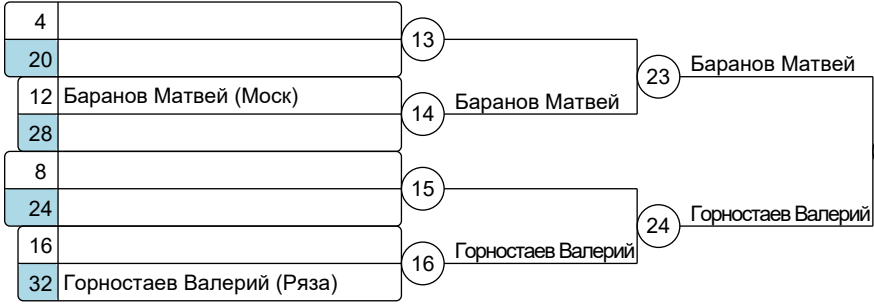 4
13
20
23 Баранов Матвей
12 Баранов Матвей (Моск)
14 Баранов Матвей
28
8
15
24
24 Горностаев Валерий
16
16 Горностаев Валерий
32 Горностаев Валерий (Ряза)